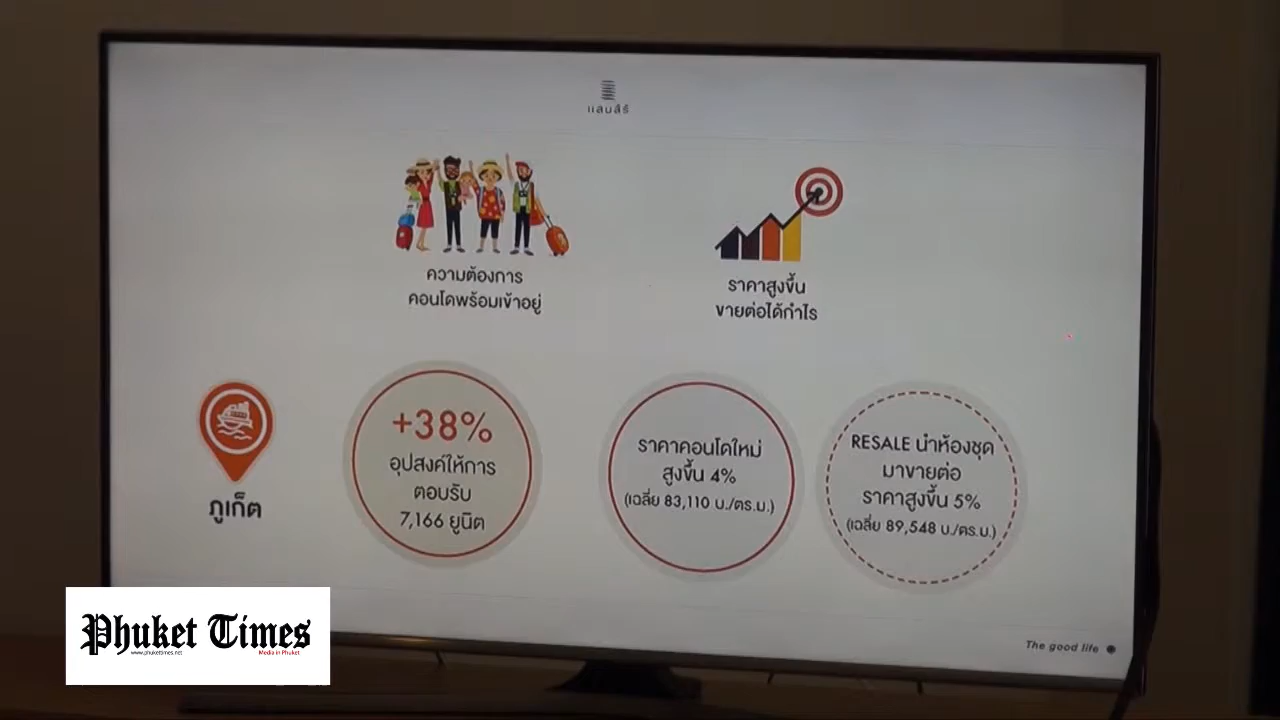 แสนสิริ
ความต้องการ
คอนโดพร้อมเข้าอยู่
ราคาสูงขึ้น
ขายต่อได้กำไร
ภูเก็ต
+38%
อุปสงค์ให้การ
ตอบรับ
7,166 ยูนิต
ราคาคอนโดใหม่
สูงขึ้น 4%
(เฉลี่ย 83,110 บ./ตร.ม.)
RESALE นำห้องชุด
มาขายต่อ
ราคาสูงขึ้น 5%
(เฉลี่ย 89,548 บ./ตร.ม.)
The good life
Phuket Times
www.phukettimes.net
Media in Phuket